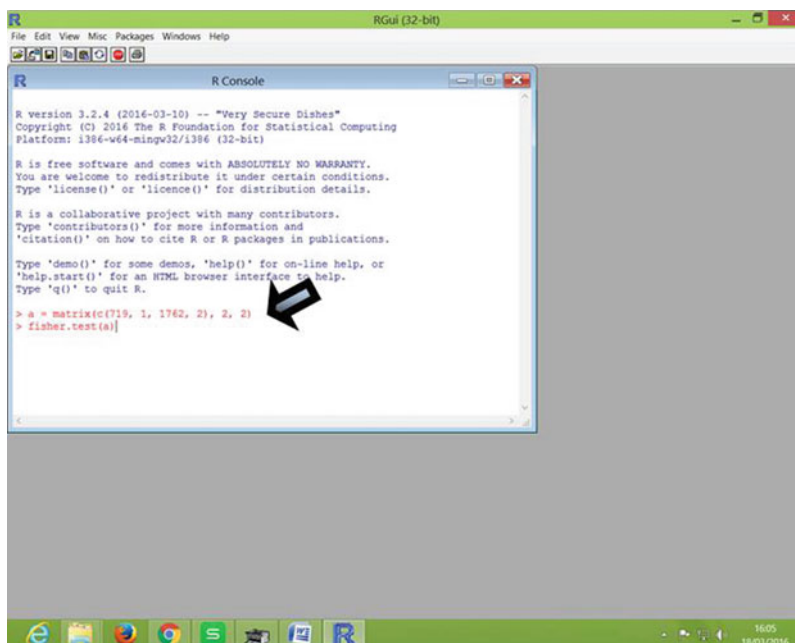 R
RGui (32-bit)
File Edit View Misc Packages Windows Help
R
R Console
R version 3.2.4 (2016-03-10) -- "Very Secure Dishes"
Copyright (C) 2016 The R Foundation for Statistical Computing
Platform: i386-w64-mingw32/i386 (32-bit)
R is free software and comes with ABSOLUTELY NO WARRANTY.
You are welcome to redistribute it under certain conditions.
Type 'license()' or 'licence()' for distribution details.
R is a collaborative project with many contributors.
Type 'contributors()' for more information and
'citation()' on how to cite R or R packages in publications.
Type 'demo()' for some demos, 'help()' for on-line help, or
'help.start()' for an HTML browser interface to help.
Type 'q()' to quit R.
> a = matrix(c(719, 1, 1762, 2), 2, 2)
> fisher.test(a)
16:05
18/03/2016